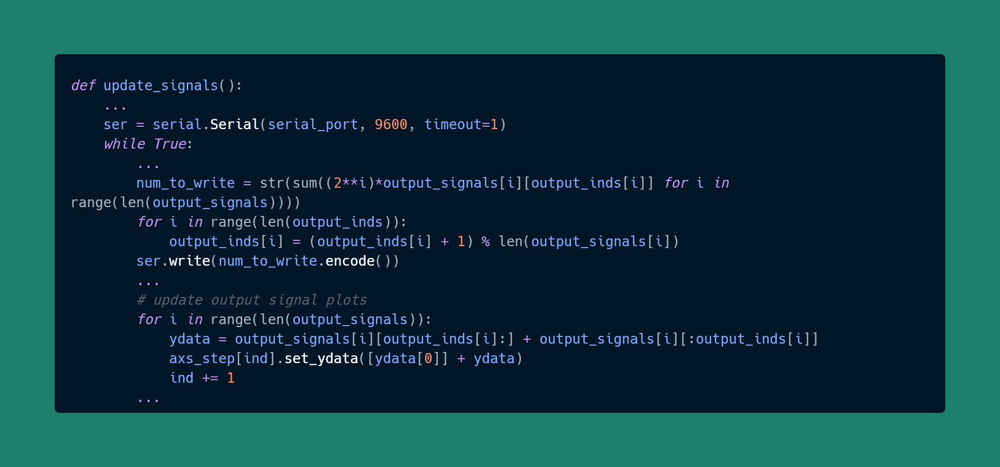 def update_signals():
    ...
    ser = serial.Serial(serial_port, 9600, timeout=1)
    while True:
        ...
        num_to_write = str(sum((2**i)*output_signals[i][output_inds[i]] for i in
range(len(output_signals))))
        for i in range(len(output_inds)):
            output_inds[i] = (output_inds[i] + 1) % len(output_signals[i])
        ser.write(num_to_write.encode())
        ...
        # update output signal plots
        for i in range(len(output_signals)):
            ydata = output_signals[i][output_inds[i]:] + output_signals[i][:output_inds[i]]
            axs_step[ind].set_ydata([ydata[0]] + ydata)
            ind += 1
        ...